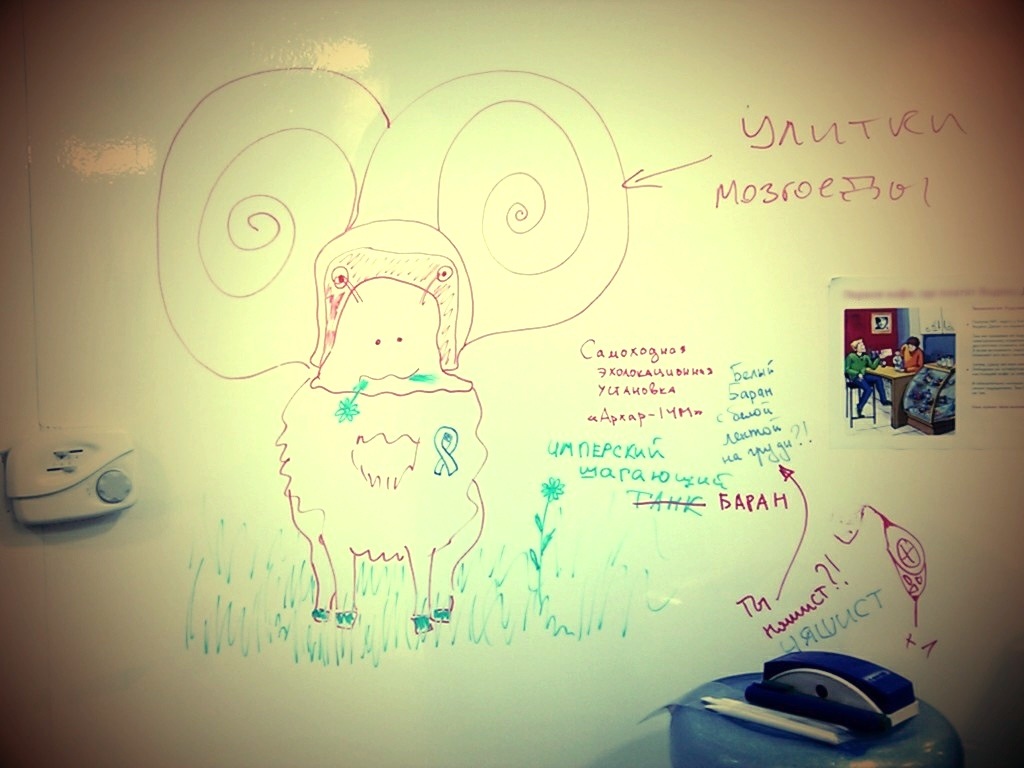 УЛИТКИ
МОЗГОЕДЫ
Самоходная
эхолокационная
установка
«Архар-14М»
Белый
Баран
с белой
лентой
на груди?!
ИМПЕРСКИЙ
шагающий
ТАНК БАРАН
ТЫ
НЯШИСТ
+1